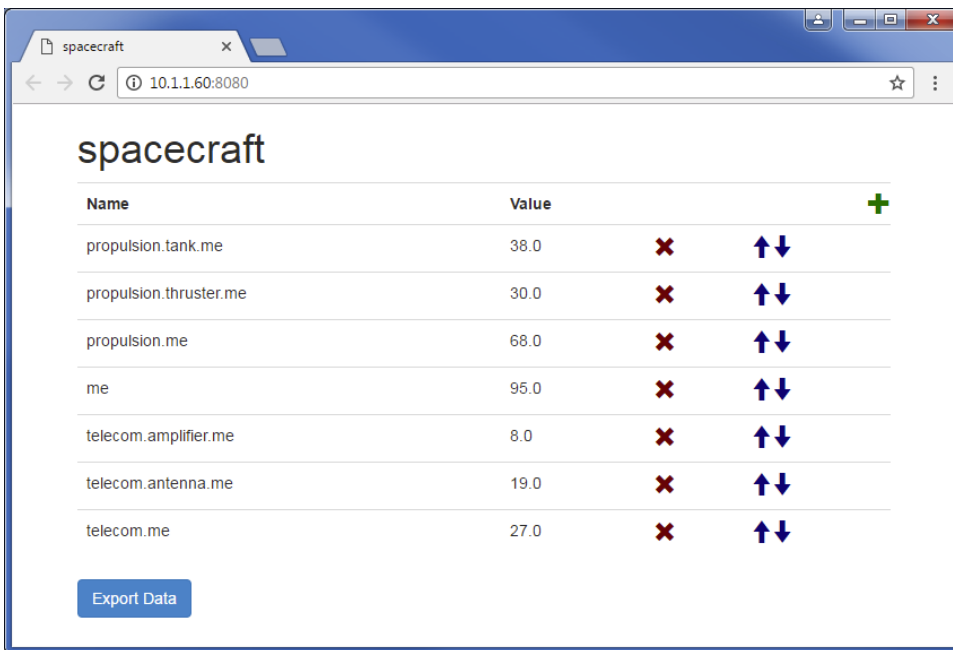 spacecraft
10.1.1.60:8080
spacecraft
Name Value
propulsion.tank.me 38.0
propulsion.thruster.me 30.0
propulsion.me 68.0
me 95.0
telecom.amplifier.me 8.0
telecom.antenna.me 19.0
telecom.me 27.0
Export Data